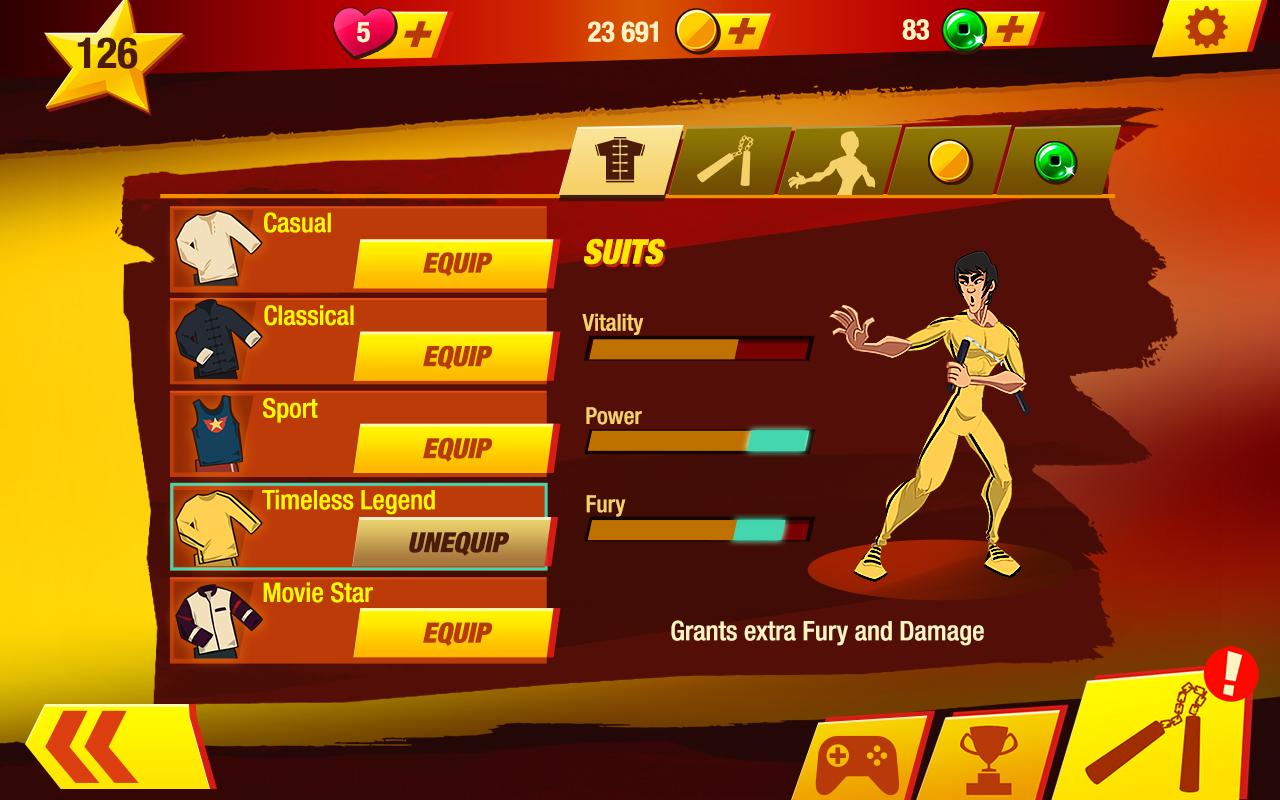 126
5
23 691
83
Casual
EQUIP
Classical
EQUIP
Sport
EQUIP
Timeless Legend
UNEQUIP
Movie Star
EQUIP
SUITS
Vitality
Power
Fury
Grants extra Fury and Damage
!